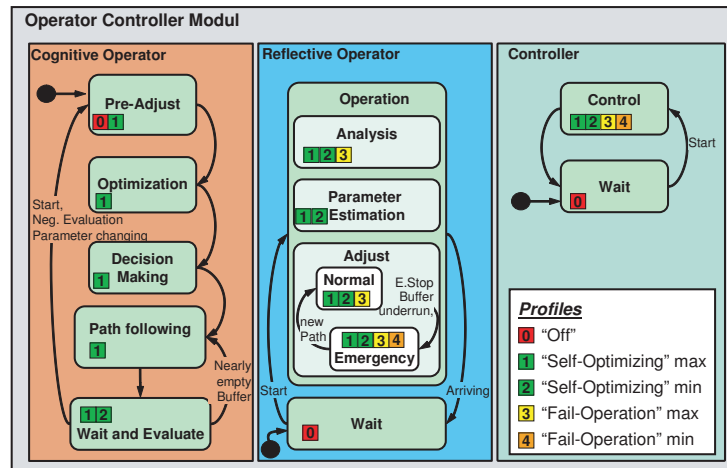 Operator Controller Modul
Cognitive Operator
Pre-Adjust
0 1
Optimization
1
Start,
Neg. Evaluation
Parameter changing
Decision
Making
1
Path following
1
Nearly
empty
Buffer
1 2
Wait and Evaluate
Reflective Operator
Operation
Analysis
1 2 3
Parameter
Estimation
1 2
Adjust
Normal
1 2 3
E.Stop
Buffer
underrun,
new
Path
1 2 3 4
Emergency
Start
Arriving
Wait
0
Controller
Control
1 2 3 4
Start
Wait
0
Profiles
0 “Off”
1 “Self-Optimizing” max
2 “Self-Optimizing” min
3 “Fail-Operation” max
4 “Fail-Operation” min